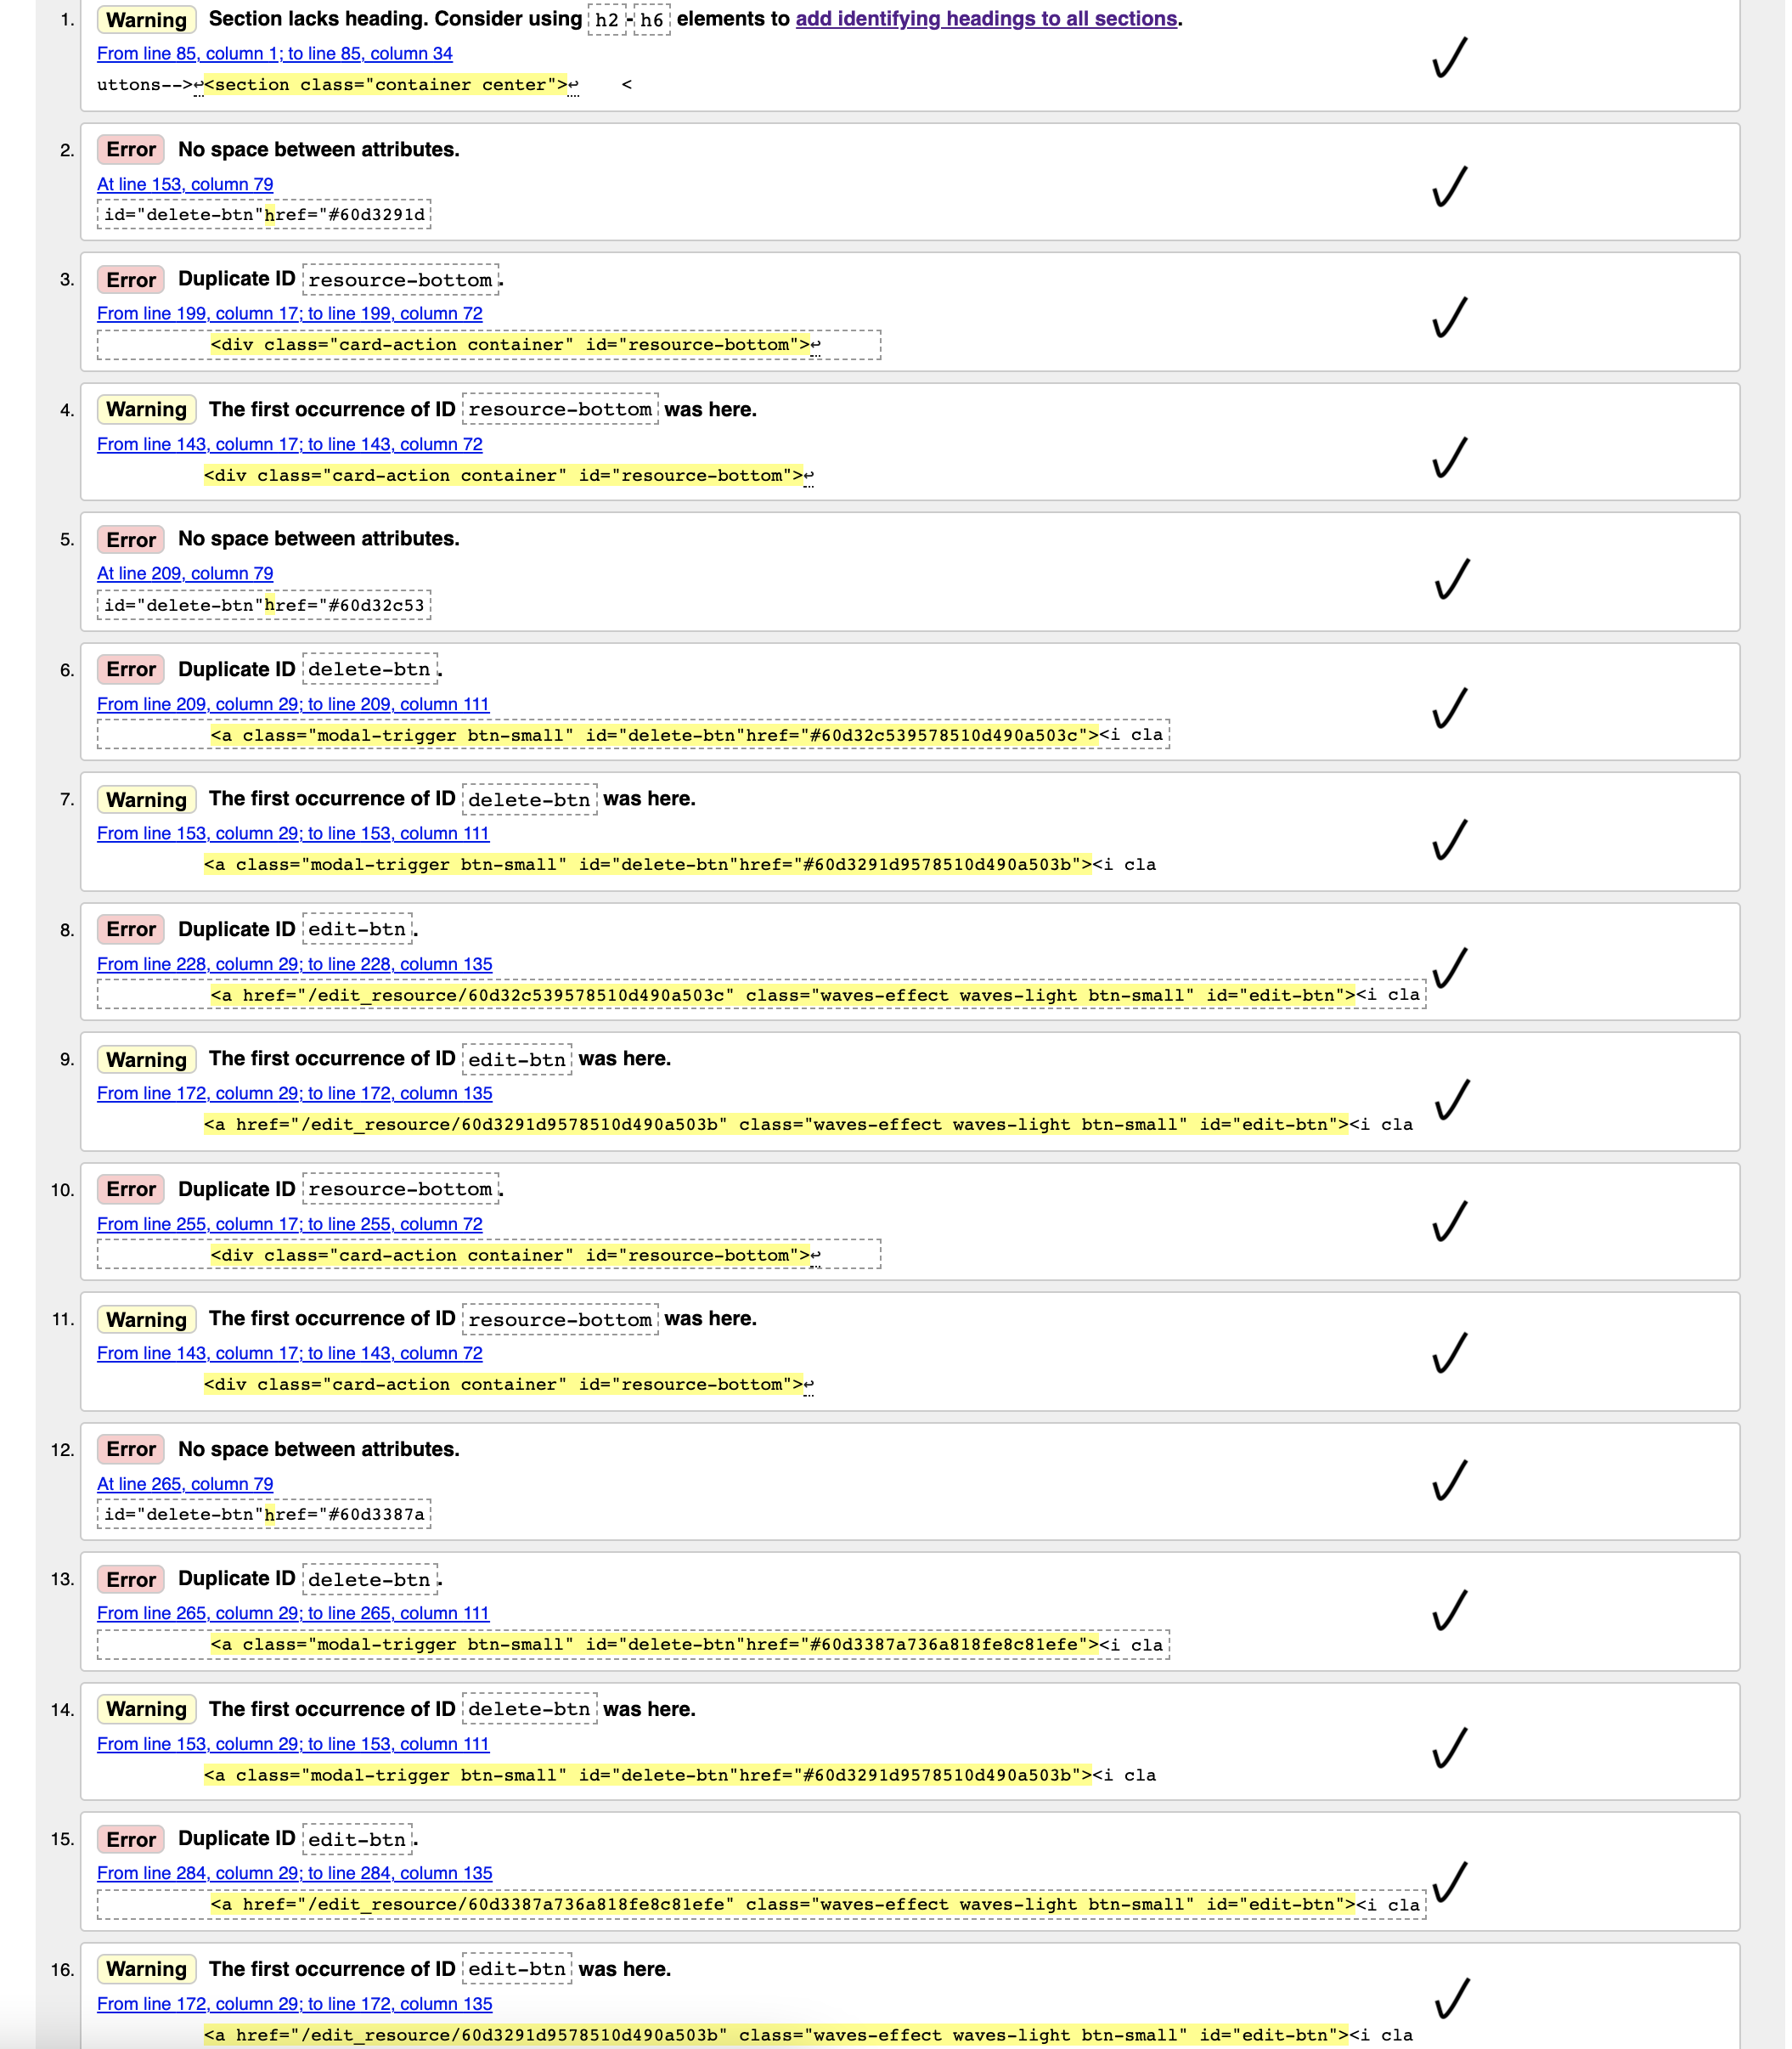 1. Warning Section lacks heading. Consider using h2-h6 elements to add identifying headings to all sections.
From line 85, column 1; to line 85, column 34
uttons-->↩<section class="container center">↩ <
2. Error No space between attributes.
At line 153, column 79
id="delete-btn"href="#60d3291d
3. Error Duplicate ID resource-bottom.
From line 199, column 17; to line 199, column 72
<div class="card-action container" id="resource-bottom">↩
4. Warning The first occurrence of ID resource-bottom was here.
From line 143, column 17; to line 143, column 72
<div class="card-action container" id="resource-bottom">↩
5. Error No space between attributes.
At line 209, column 79
id="delete-btn"href="#60d32c53
6. Error Duplicate ID delete-btn.
From line 209, column 29; to line 209, column 111
<a class="modal-trigger btn-small" id="delete-btn"href="#60d32c539578510d490a503c"><i cla
7. Warning The first occurrence of ID delete-btn was here.
From line 153, column 29; to line 153, column 111
<a class="modal-trigger btn-small" id="delete-btn"href="#60d3291d9578510d490a503b"><i cla
8. Error Duplicate ID edit-btn.
From line 228, column 29; to line 228, column 135
<a href="/edit_resource/60d32c539578510d490a503c" class="waves-effect waves-light btn-small" id="edit-btn"><i cla
9. Warning The first occurrence of ID edit-btn was here.
From line 172, column 29; to line 172, column 135
<a href="/edit_resource/60d3291d9578510d490a503b" class="waves-effect waves-light btn-small" id="edit-btn"><i cla
10. Error Duplicate ID resource-bottom.
From line 255, column 17; to line 255, column 72
<div class="card-action container" id="resource-bottom">↩
11. Warning The first occurrence of ID resource-bottom was here.
From line 143, column 17; to line 143, column 72
<div class="card-action container" id="resource-bottom">↩
12. Error No space between attributes.
At line 265, column 79
id="delete-btn"href="#60d3387a
13. Error Duplicate ID delete-btn.
From line 265, column 29; to line 265, column 111
<a class="modal-trigger btn-small" id="delete-btn"href="#60d3387a736a818fe8c81efe"><i cla
14. Warning The first occurrence of ID delete-btn was here.
From line 153, column 29; to line 153, column 111
<a class="modal-trigger btn-small" id="delete-btn"href="#60d3291d9578510d490a503b"><i cla
15. Error Duplicate ID edit-btn.
From line 284, column 29; to line 284, column 135
<a href="/edit_resource/60d3387a736a818fe8c81efe" class="waves-effect waves-light btn-small" id="edit-btn"><i cla
16. Warning The first occurrence of ID edit-btn was here.
From line 172, column 29; to line 172, column 135
<a href="/edit_resource/60d3291d9578510d490a503b" class="waves-effect waves-light btn-small" id="edit-btn"><i cla